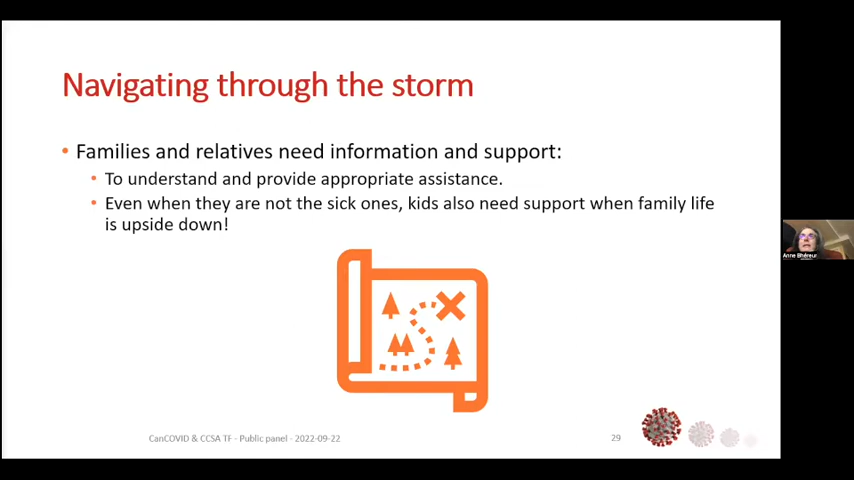 Navigating through the storm
• Families and relatives need information and support:
• To understand and provide appropriate assistance.
• Even when they are not the sick ones, kids also need support when family life
is upside down!
Anne Bhéreur
CanCOVID & CCSA TF - Public panel - 2022-09-22
29